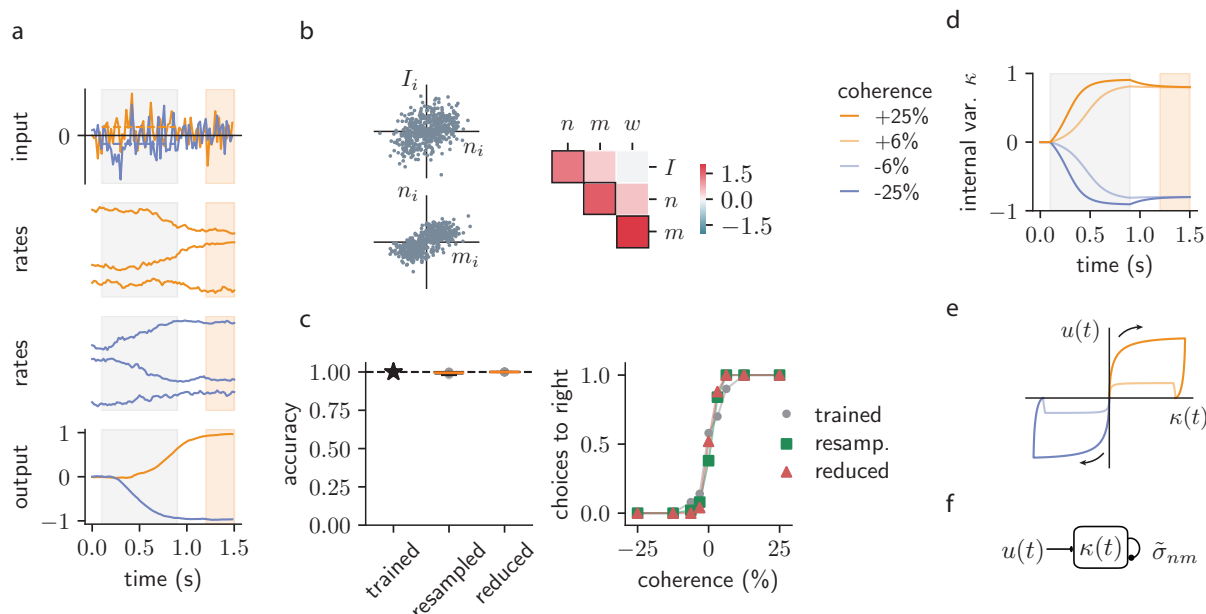 a
input
0
rates
rates
output
1
0
−1
0.0 0.5 1.0 1.5
time (s)
b
I_i
n_i
n_i
m_i
n m w
I
n
m
1.5
0.0
−1.5
coherence
+25%
+6%
-6%
-25%
c
accuracy
1.00
0.75
0.50
0.25
0.00
trained
resampled
reduced
choices to right
1.0
0.5
0.0
−25 0 25
coherence (%)
trained
resamp.
reduced
d
internal var. κ
1
0
−1
0.0 0.5 1.0 1.5
time (s)
e
u(t)
κ(t)
f
u(t) κ(t) σ̃_nm